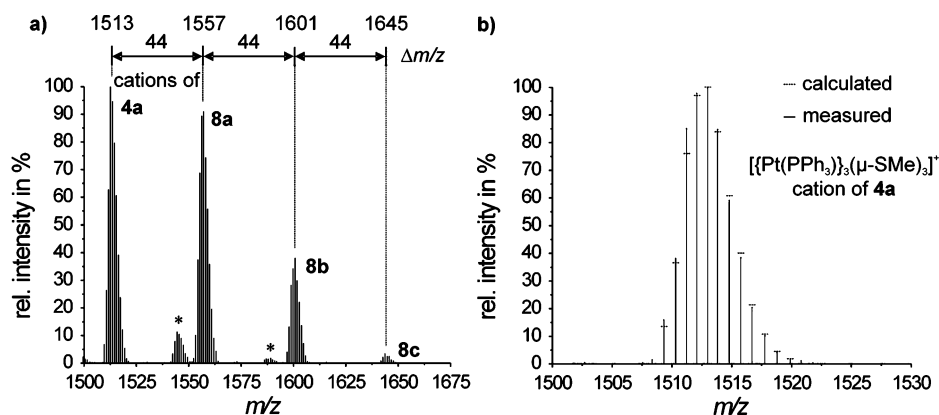 a)
1513 1557 1601 1645
44 44 44 Δm/z
cations of
4a
8a
8b
8c
*
*
rel. intensity in %
100
90
80
70
60
50
40
30
20
10
0
1500 1525 1550 1575 1600 1625 1650 1675
m/z
b)
calculated
measured
[{Pt(PPh₃)}₃(μ-SMe)₃]⁺
cation of 4a
rel. intensity in %
100
90
80
70
60
50
40
30
20
10
0
1500 1505 1510 1515 1520 1525 1530
m/z